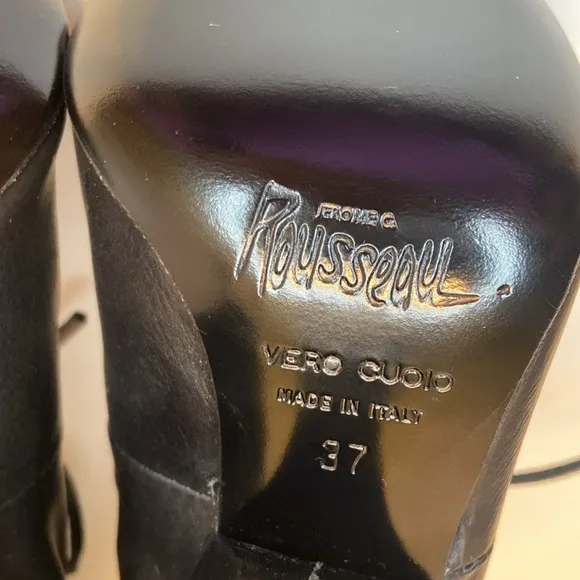 JEROME C.
Rousseau.
VERO CUOIO
MADE IN ITALY
37